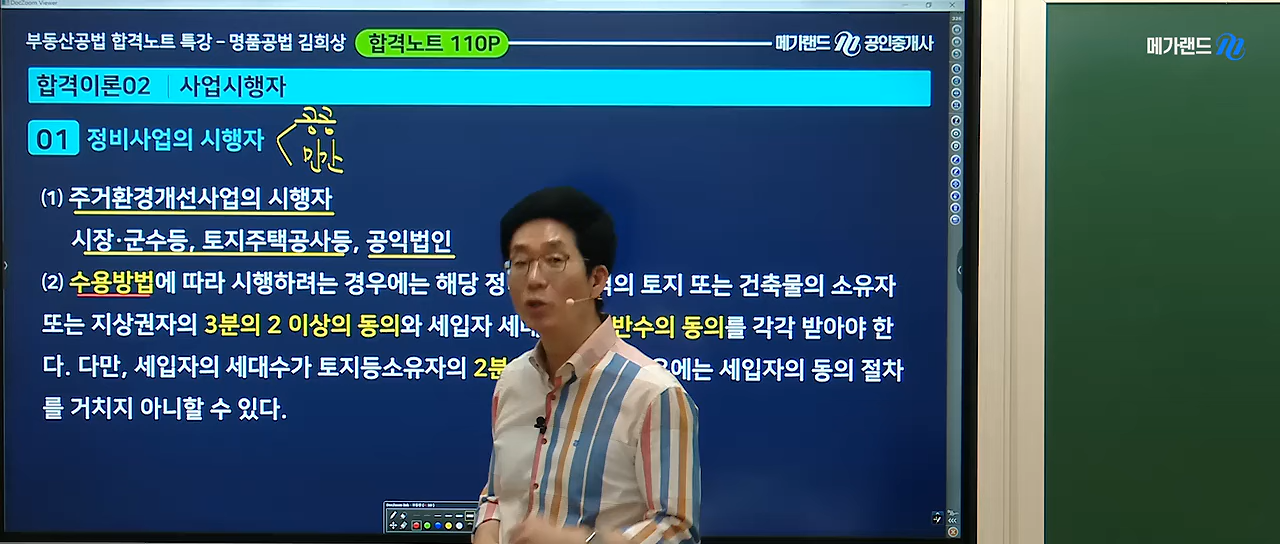 DocZoom Viewer
부동산공법 합격노트 특강 – 명품공법 김희상
합격노트 110P
메가랜드 공인중개사
메가랜드
합격이론02 사업시행자
공공
민간
01 정비사업의 시행자
(1) 주거환경개선사업의 시행자
시장·군수등, 토지주택공사등, 공익법인
(2) 수용방법에 따라 시행하려는 경우에는 해당 의 토지 또는 건축물의 소유자
또는 지상권자의 3분의 2 이상의 동의와 세입자 반수의 동의를 각각 받아야 한
다. 다만, 세입자의 세대수가 토지등소유자의 에는 세입자의 동의 절차
를 거치지 아니할 수 있다.